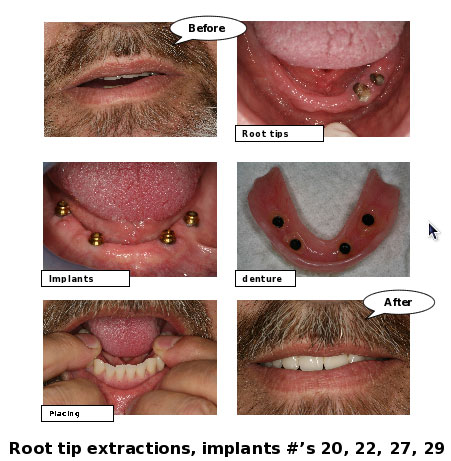 Before
Root tips
Implants
denture
After
Placing
Root tip extractions, implants #'s 20, 22, 27, 29